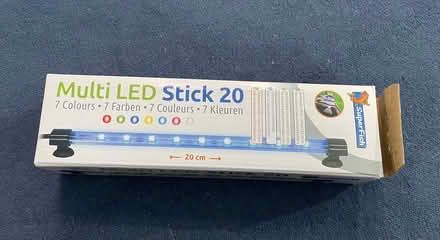 Multi LED Stick 20
7 Colours • 7 Farben • 7 Couleurs • 7 Kleuren
20 cm
SuperFish